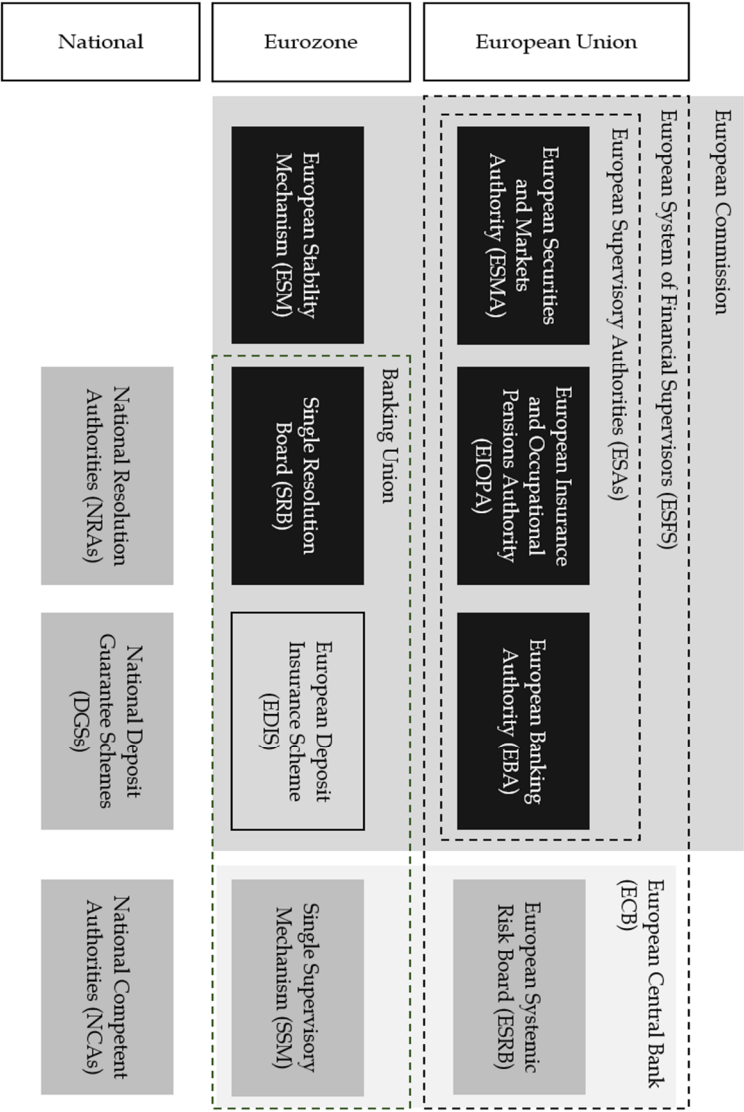 National
Eurozone
European Union
European Commission
European System of Financial Supervisors (ESFS)
European Supervisory Authorities (ESAs)
European Securities
and Markets
Authority (ESMA)
European Insurance
and Occupational
Pensions Authority
(EIOPA)
European Banking
Authority (EBA)
European Central Bank
(ECB)
European Systemic
Risk Board (ESRB)
European Stability
Mechanism (ESM)
Banking Union
Single Resolution
Board (SRB)
European Deposit
Insurance Scheme
(EDIS)
Single Supervisory
Mechanism (SSM)
National Resolution
Authorities (NRAs)
National Deposit
Guarantee Schemes
(DGSs)
National Competent
Authorities (NCAs)